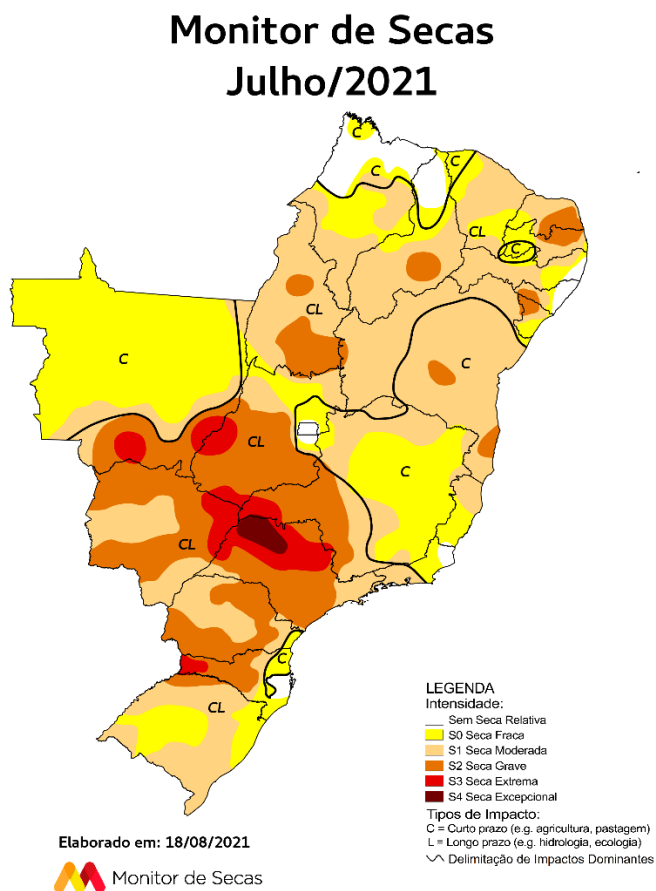 Monitor de Secas
Julho/2021
C
C
C
CL
C
CL
C
C
CL
C
CL
C
CL
LEGENDA
Intensidade:
Sem Seca Relativa
S0 Seca Fraca
S1 Seca Moderada
S2 Seca Grave
S3 Seca Extrema
S4 Seca Excepcional
Tipos de Impacto:
C = Curto prazo (e.g. agricultura, pastagem)
L = Longo prazo (e.g. hidrologia, ecologia)
Delimitação de Impactos Dominantes
Elaborado em: 18/08/2021
Monitor de Secas